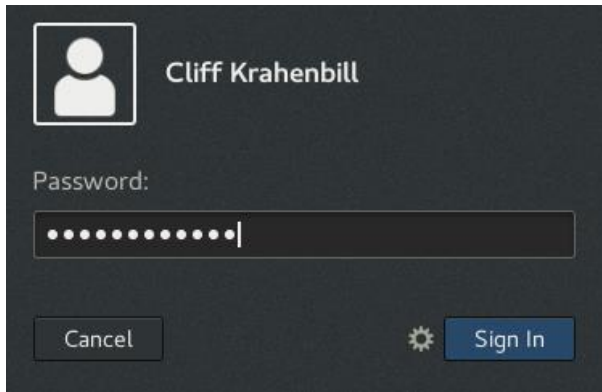 Cliff Krahenbill
Password:
••••••••••••
Cancel
Sign In